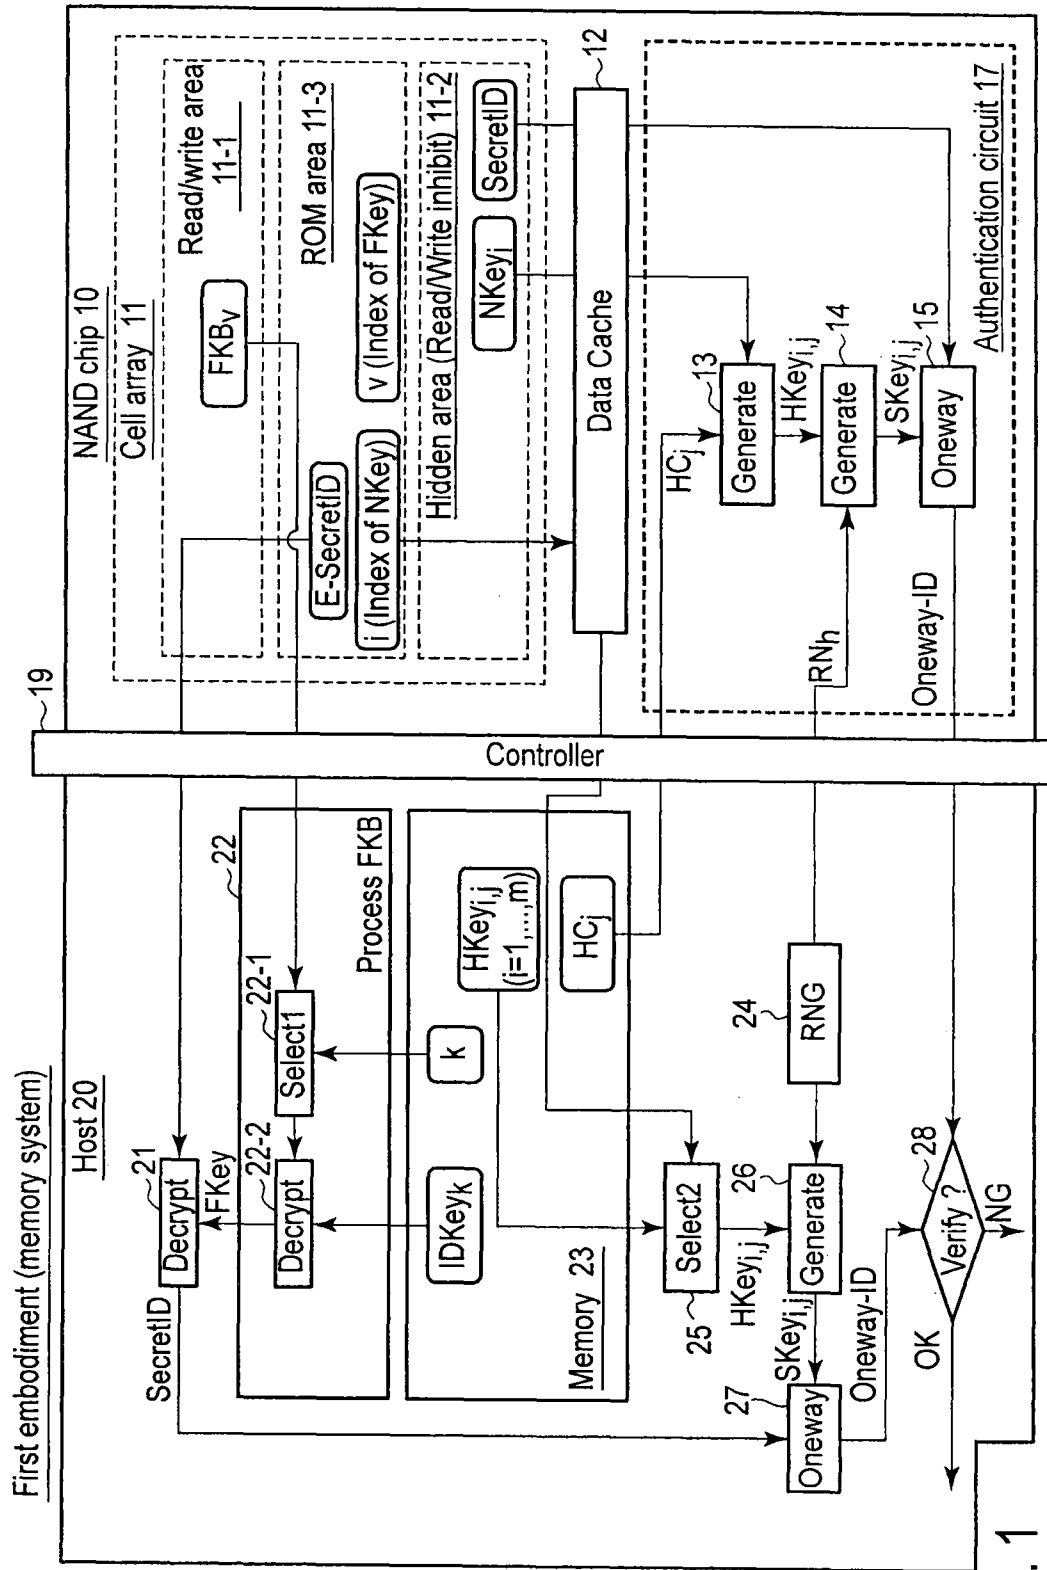 First embodiment (memory system)
Host 20
21
Decrypt
SecretID
FKey
22
22-2
Decrypt
22-1
Select1
Process FKB
IDKeyk
k
HKeyi,j
(i=1,...,m)
HCj
Memory 23
Select2
25
HKeyi,j
24
RNG
26
Generate
SKeyi,j
27
Oneway
Oneway-ID
28
Verify ?
OK
NG
19
Controller
NAND chip 10
Cell array 11
Read/write area
11-1
FKBv
ROM area 11-3
E-SecretID
i (Index of NKey)
v (Index of FKey)
Hidden area (Read/Write inhibit) 11-2
NKeyi
SecretID
12
Data Cache
HCj
13
Generate
HKeyi,j
14
Generate
RNh
SKeyi,j
15
Oneway
Oneway-ID
Authentication circuit 17
. 1